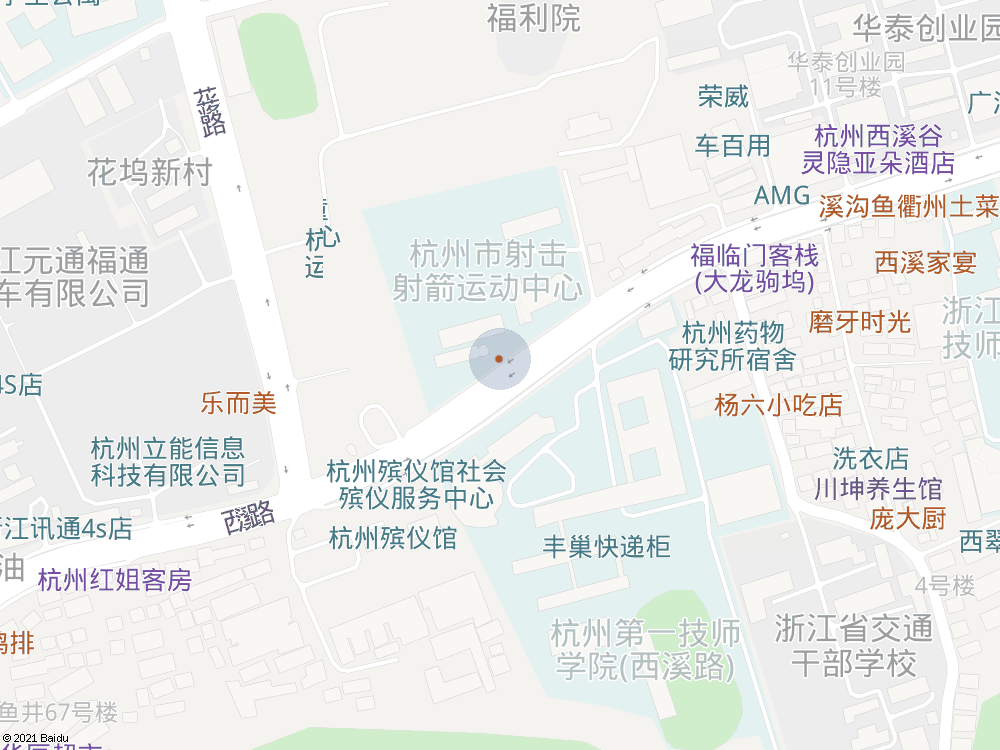 福利院
华泰创业园
华泰创业园
11号楼
荣威
车百用
杭州西溪谷
灵隐亚朵酒店
AMG
溪沟鱼衢州土菜
花坞路
花坞新村
江元通福通
车有限公司
杭州市射击
射箭运动中心
福临门客栈
(大龙驹坞)
西溪家宴
磨牙时光
浙江
技师
杭州药物
研究所宿舍
4S店
乐而美
杨六小吃店
杭州立能信息
科技有限公司
杭州殡仪馆社会
殡仪服务中心
洗衣店
川坤养生馆
庞大厨
西溪路
江讯通4s店
杭州殡仪馆
丰巢快递柜
西翠
油
杭州红姐客房
4号楼
杭州第一技师
学院(西溪路)
浙江省交通
干部学校
鱼井67号楼
© 2021 Baidu